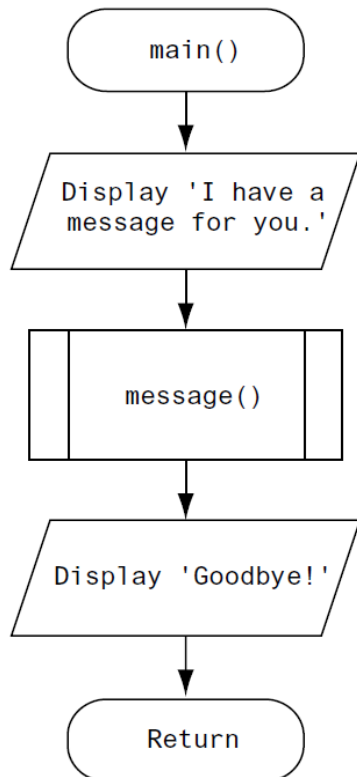 main()
Display 'I have a
message for you.'
message()
Display 'Goodbye!'
Return